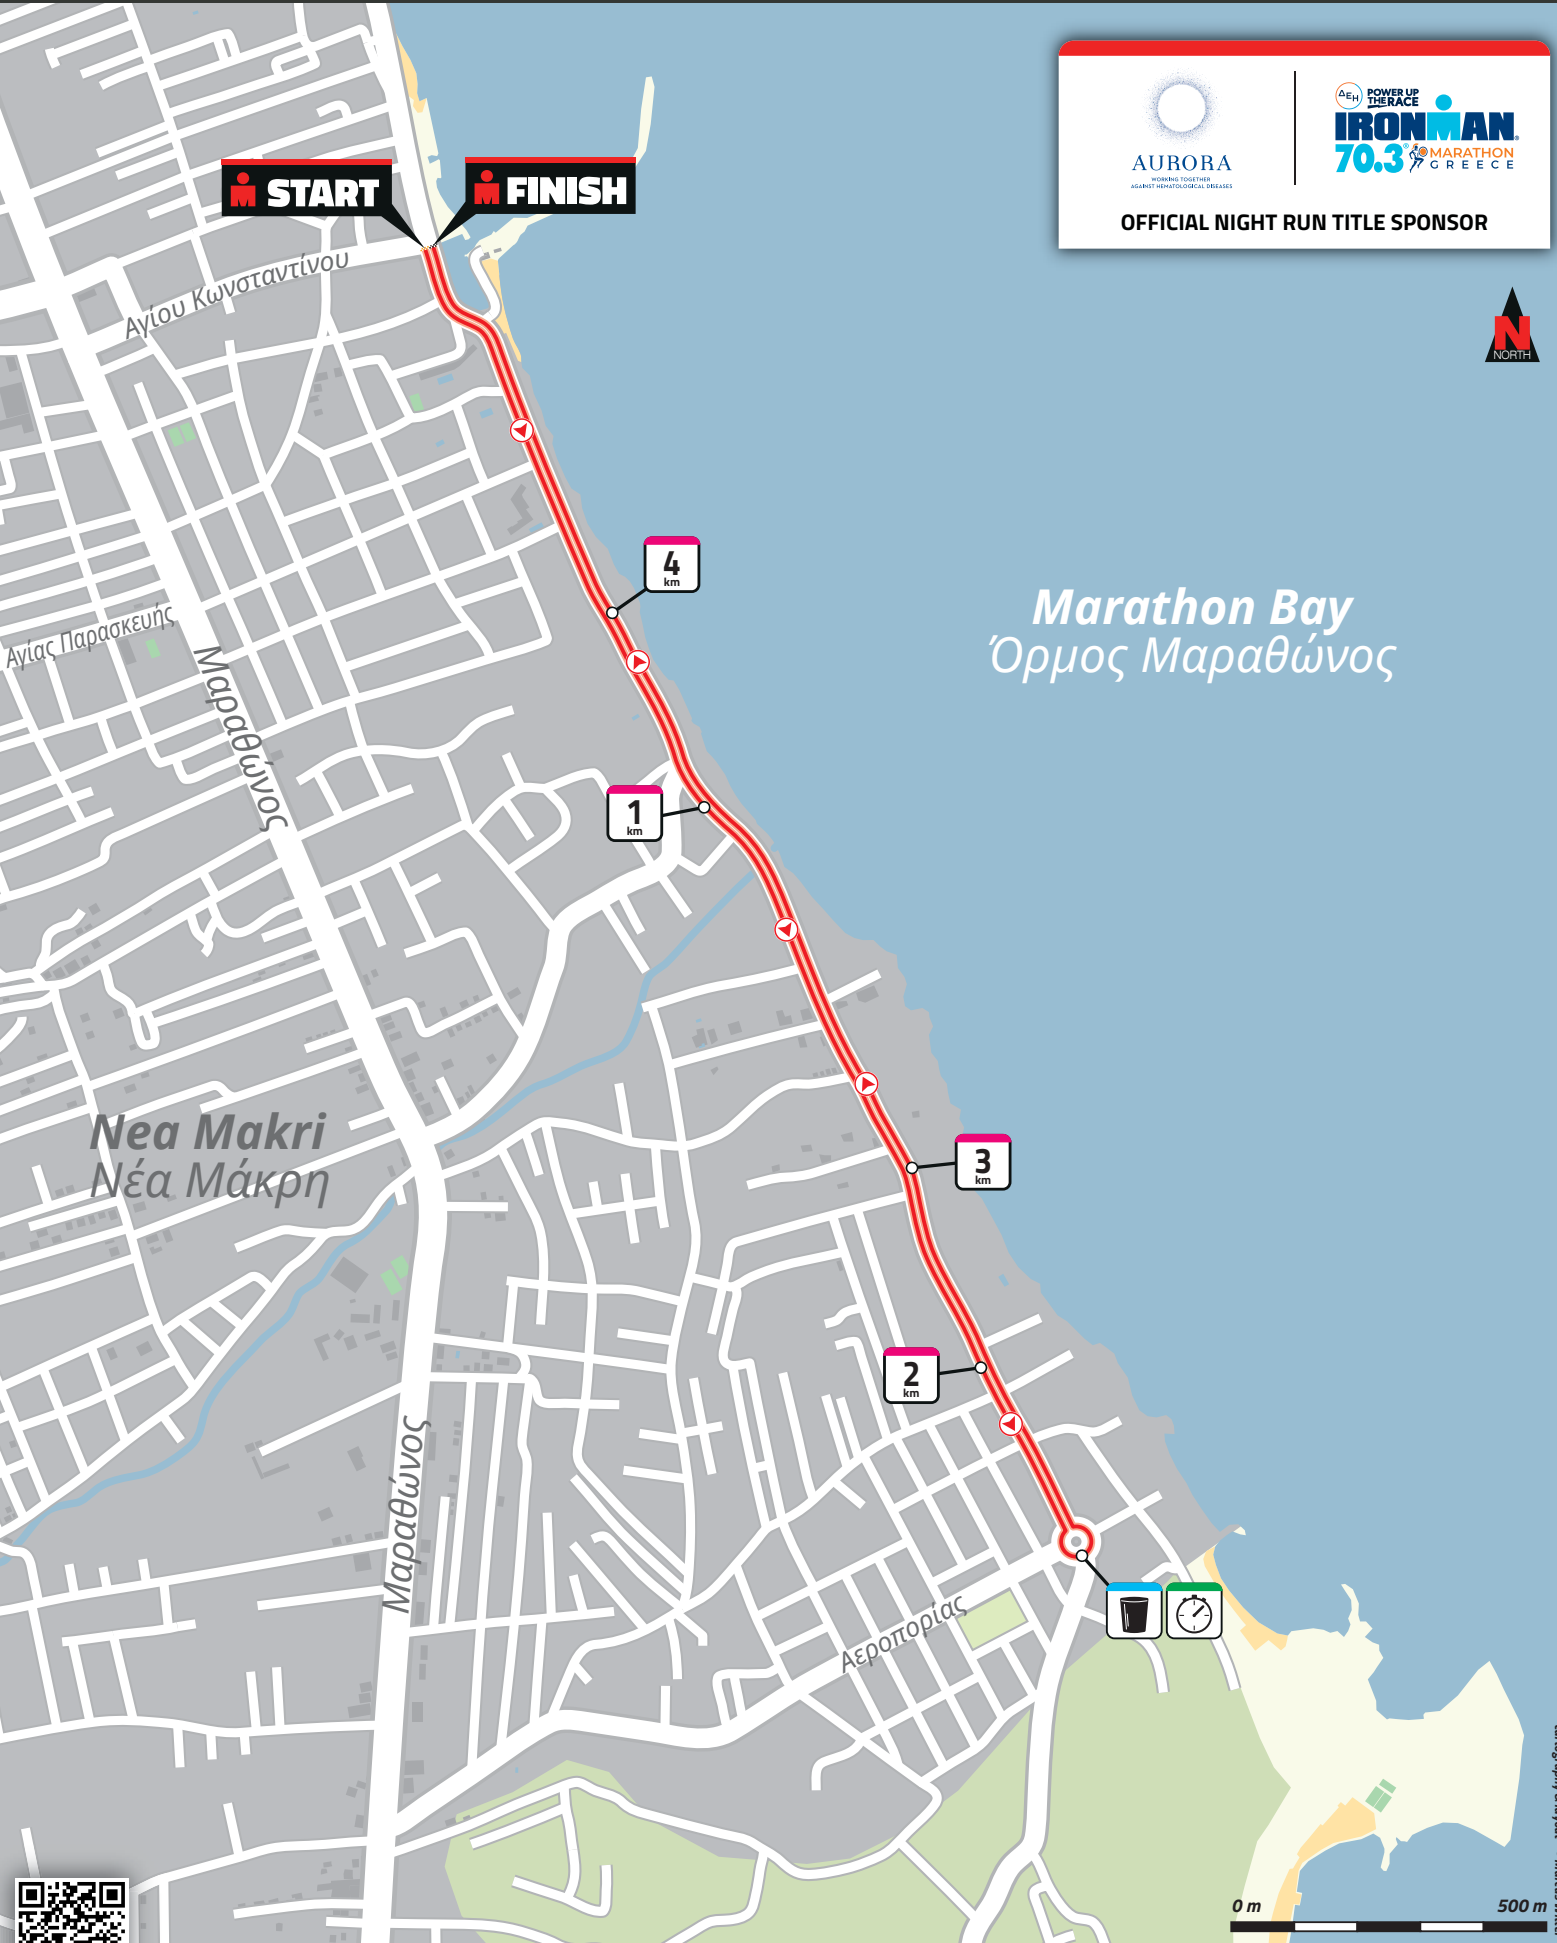 AURORA
WORKING TOGETHER
AGAINST HEMATOLOGICAL DISEASES
ΔΕΗ
POWER UP
THE RACE
IRONMAN
70.3 MARATHON
GREECE
OFFICIAL NIGHT RUN TITLE SPONSOR
START
FINISH
Αγίου Κωνσταντίνου
N
NORTH
4
km
Marathon Bay
Όρμος Μαραθώνος
Αγίας Παρασκευής
Μαραθώνος
1
km
Nea Makri
Νέα Μάκρη
3
km
2
km
Μαραθώνος
Αεροπορίας
0 m
500 m